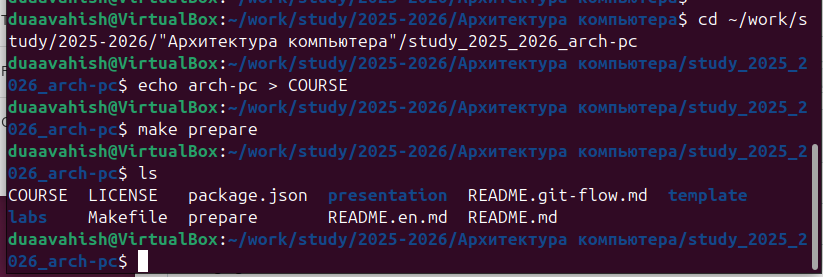 duaavahish@VirtualBox:~/work/study/2025-2026/Архитектура компьютера$ cd ~/work/s
tudy/2025-2026/"Архитектура компьютера"/study_2025_2026_arch-pc
duaavahish@VirtualBox:~/work/study/2025-2026/Архитектура компьютера/study_2025_2
026_arch-pc$ echo arch-pc > COURSE
duaavahish@VirtualBox:~/work/study/2025-2026/Архитектура компьютера/study_2025_2
026_arch-pc$ make prepare
duaavahish@VirtualBox:~/work/study/2025-2026/Архитектура компьютера/study_2025_2
026_arch-pc$ ls
COURSE  LICENSE   package.json  presentation  README.git-flow.md  template
labs    Makefile  prepare       README.en.md  README.md
duaavahish@VirtualBox:~/work/study/2025-2026/Архитектура компьютера/study_2025_2
026_arch-pc$